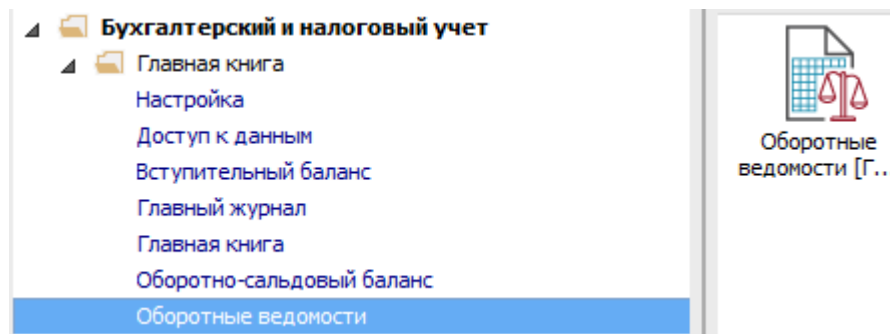 Бухгалтерский и налоговый учет
Главная книга
Настройка
Доступ к данным
Вступительный баланс
Главный журнал
Главная книга
Оборотно-сальдовый баланс
Оборотные ведомости
Оборотные
ведомости [Г...